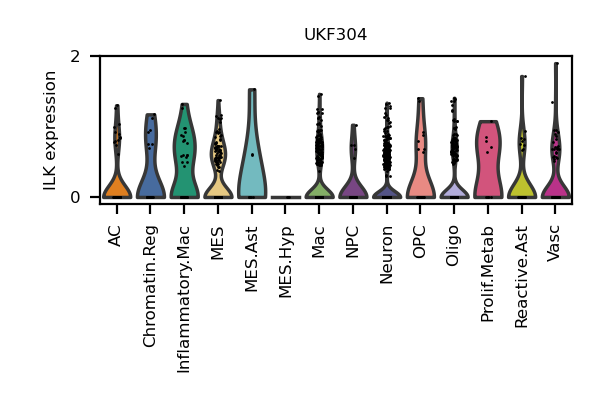 UKF304
ILK expression
2
0
AC
Chromatin.Reg
Inflammatory.Mac
MES
MES.Ast
MES.Hyp
Mac
NPC
Neuron
OPC
Oligo
Prolif.Metab
Reactive.Ast
Vasc